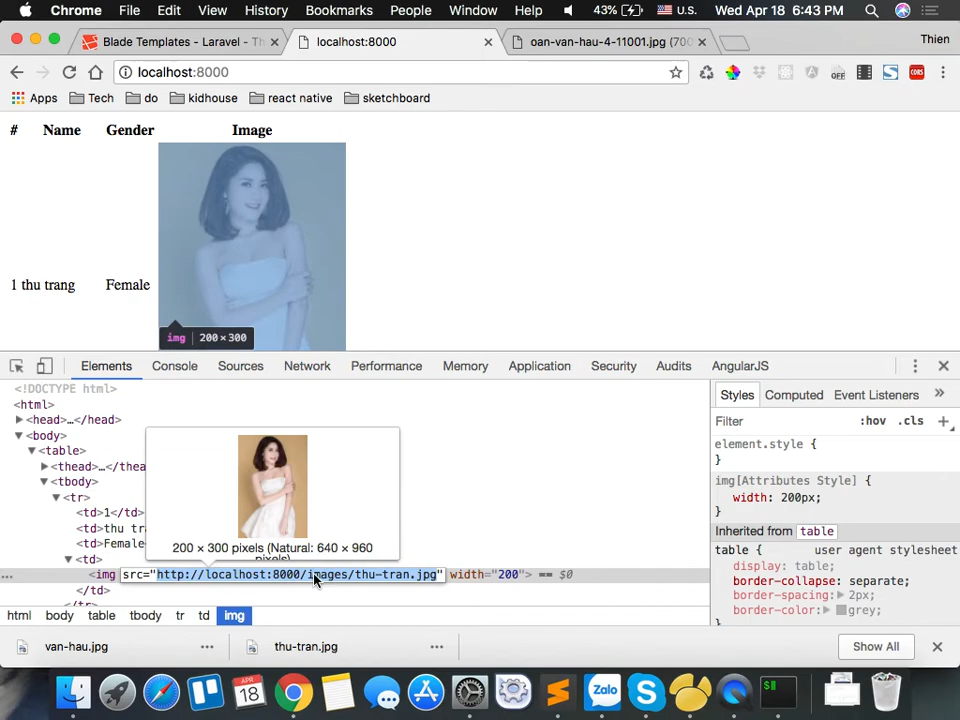 Chrome File Edit View History Bookmarks People Window Help 43% U.S. Wed Apr 18 6:43 PM
Blade Templates - Laravel - Th × localhost:8000 × oan-van-hau-4-11001.jpg (700 × Thien
localhost:8000 OFF CORS
Apps Tech do kidhouse react native sketchboard
# Name Gender Image
1 thu trang Female
img 200 × 300
Elements Console Sources Network Performance Memory Application Security Audits AngularJS
<!DOCTYPE html>
<html>
<head>…</head>
<body>
<table>
<thead>…</thea
<tbody>
<tr>
<td>1</td>
<td>thu tra
<td>Female
<td>
200 × 300 pixels (Natural: 640 × 960
pixels)
… <img src="http://localhost:8000/images/thu-tran.jpg" width="200"> == $0
</td>
</tr>
html body table tbody tr td img
Styles Computed Event Listeners »
Filter :hov .cls +
element.style {
}
img[Attributes Style] {
width: 200px;
}
Inherited from table
table { user agent stylesheet
display: table;
border-collapse: separate;
border-spacing: 2px;
border-color: grey;
van-hau.jpg thu-tran.jpg Show All
APR 18 Zalo $